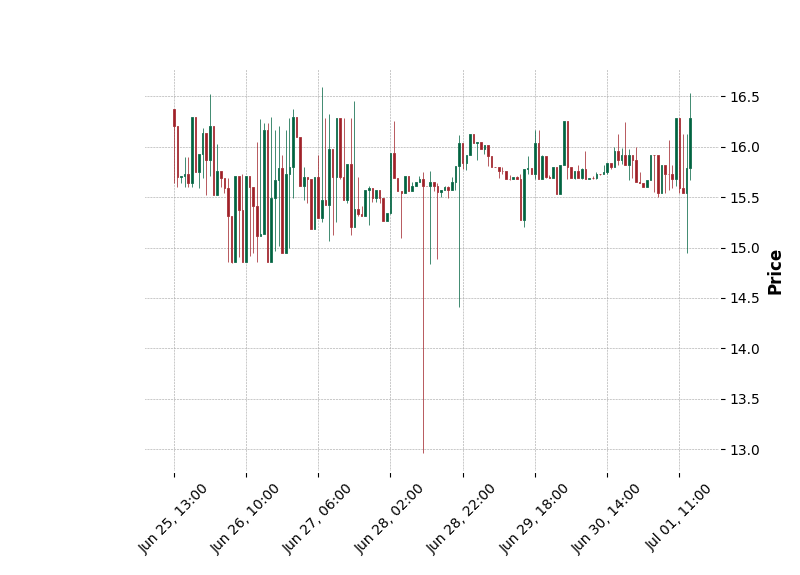 16.5
16.0
15.5
15.0
14.5
14.0
13.5
13.0
Price
Jun 25, 13:00
Jun 26, 10:00
Jun 27, 06:00
Jun 28, 02:00
Jun 28, 22:00
Jun 29, 18:00
Jun 30, 14:00
Jul 01, 11:00